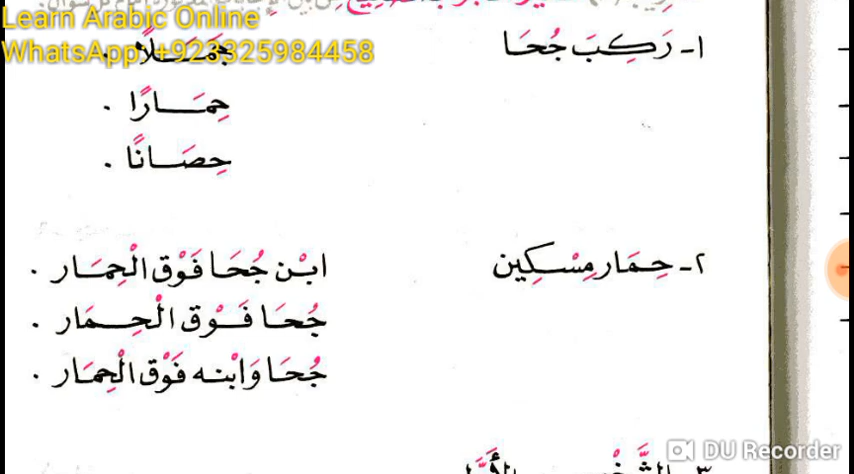 Learn Arabic Online
WhatsApp: +923325984458
١- رَكِبَ جُحَا جَمَلًا .
حِمَارًا .
حِصَانًا .
٢- حِمَار مِسْكِين ابْن جُحَا فَوْق الْحِمَار .
جُحَا فَوْق الْحِمَار .
جُحَا وَابْنه فَوْق الْحِمَار .
DU Recorder